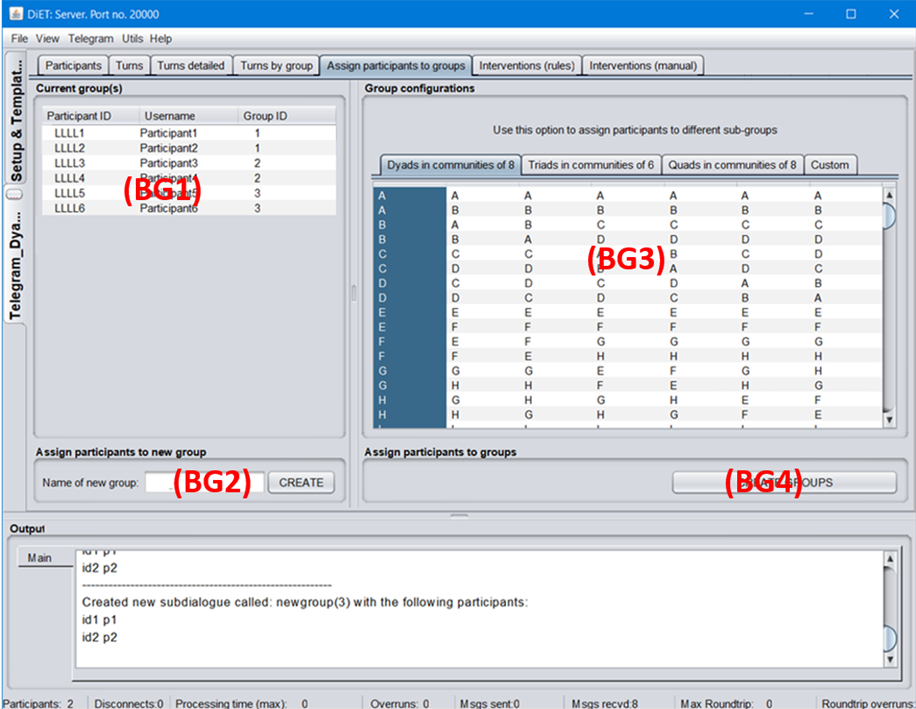 DiET: Server. Port no. 20000
File View Telegram Utils Help
Setup & Templat...
Telegram_Dya...
Participants Turns Turns detailed Turns by group Assign participants to groups Interventions (rules) Interventions (manual)
Current group(s)
Participant ID Username Group ID
LLLL1 Participant1 1
LLLL2 Participant2 1
LLLL3 Participant3 2
LLLL4 Participant4 2
LLLL5 Participant5 3
LLLL6 Participant6 3
(BG1)
Assign participants to new group
Name of new group: (BG2) CREATE
Group configurations
Use this option to assign participants to different sub-groups
Dyads in communities of 8 Triads in communities of 6 Quads in communities of 8 Custom
A A A A A A A
A B B B B B B
B A B C C C C
B B A D D D D
C C C A B C D
C D D B A D C
D C D C D A B
D D C D C B A
E E E E E E E
E F F F F F F
F E F G G G G
F F E H H H H
G G G E F G H
G H H F E H G
H G H G H E F
H H G H G F E
(BG3)
Assign participants to groups
CREATE GROUPS
(BG4)
Output
Main
id1 p1
id2 p2
------------------------------------------------------------
Created new subdialogue called: newgroup(3) with the following participants:
id1 p1
id2 p2
Participants: 2 Disconnects:0 Processing time (max): 0 Overruns: 0 Msgs sent:0 Msgs recvd:8 Max Roundtrip: 0 Roundtrip overruns: